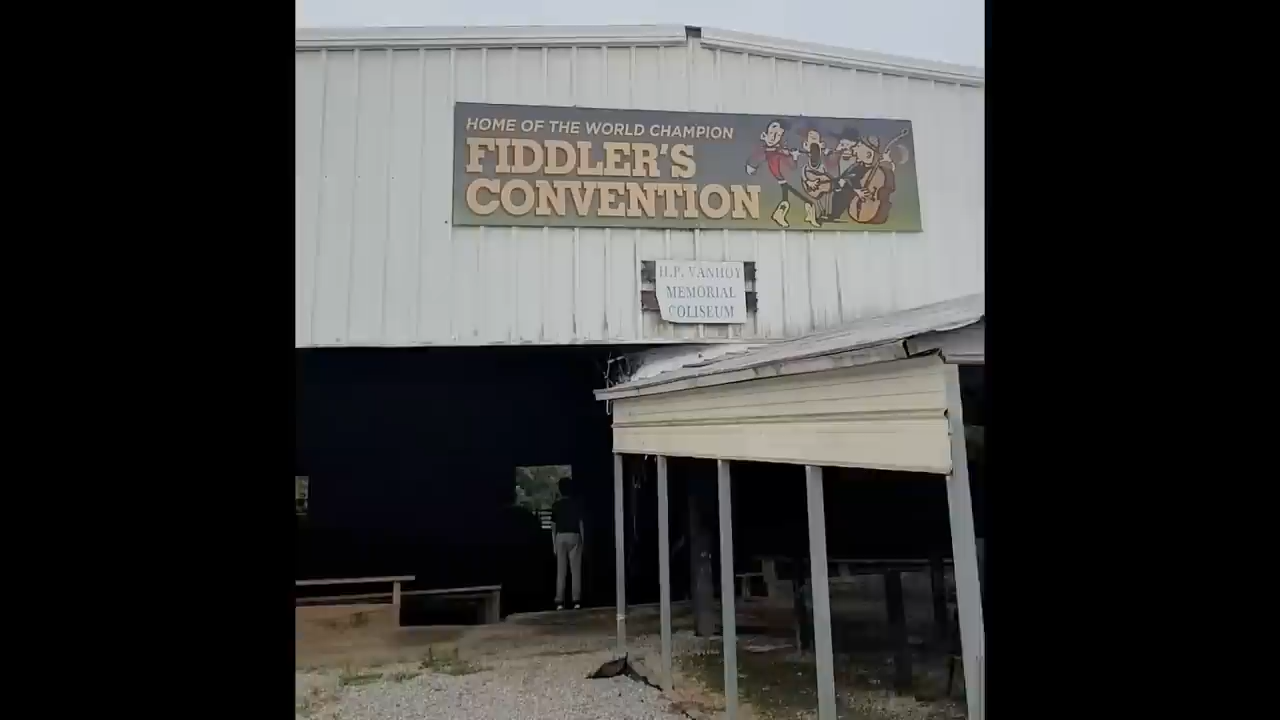 HOME OF THE WORLD CHAMPION
FIDDLER'S
CONVENTION
H.P. VANHOY
MEMORIAL
COLISEUM